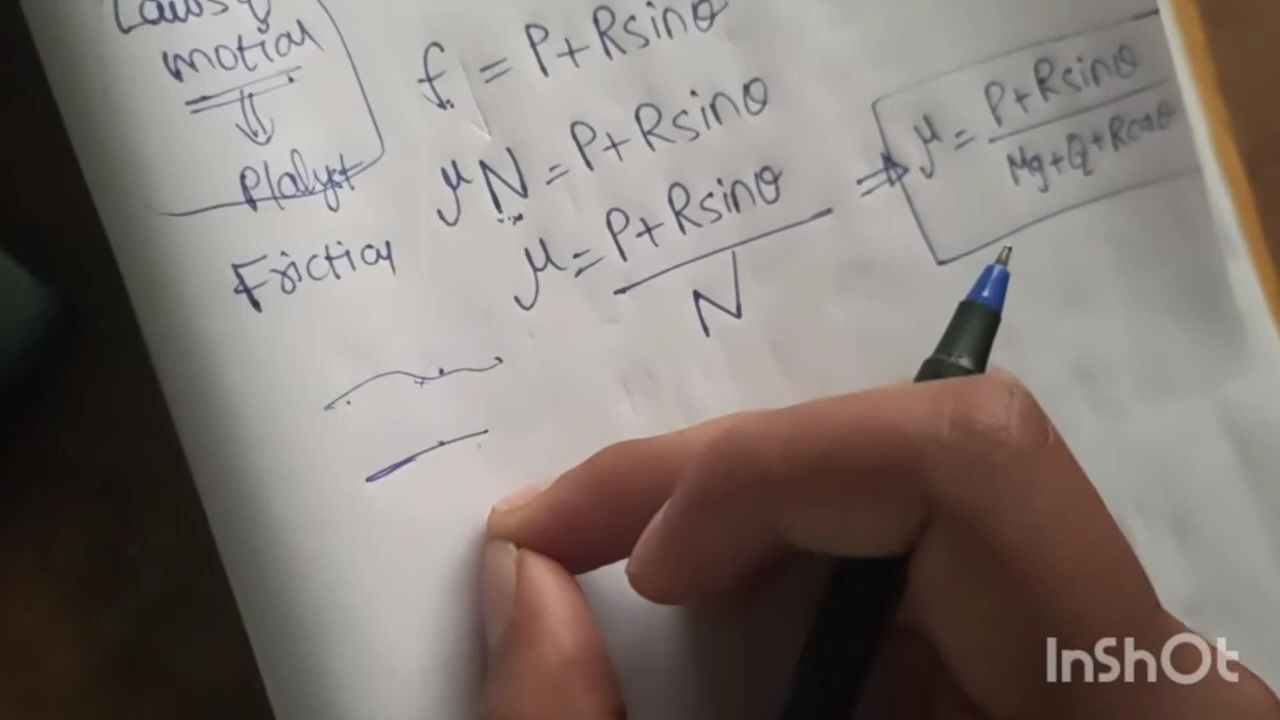 Laws of
motion
⇓
Playlist
Friction
f = P+Rsinθ
μN = P+Rsinθ
μ = P+Rsinθ / N
⇒ μ = P+Rsinθ / Mg+Q+Rcosθ
InShOt